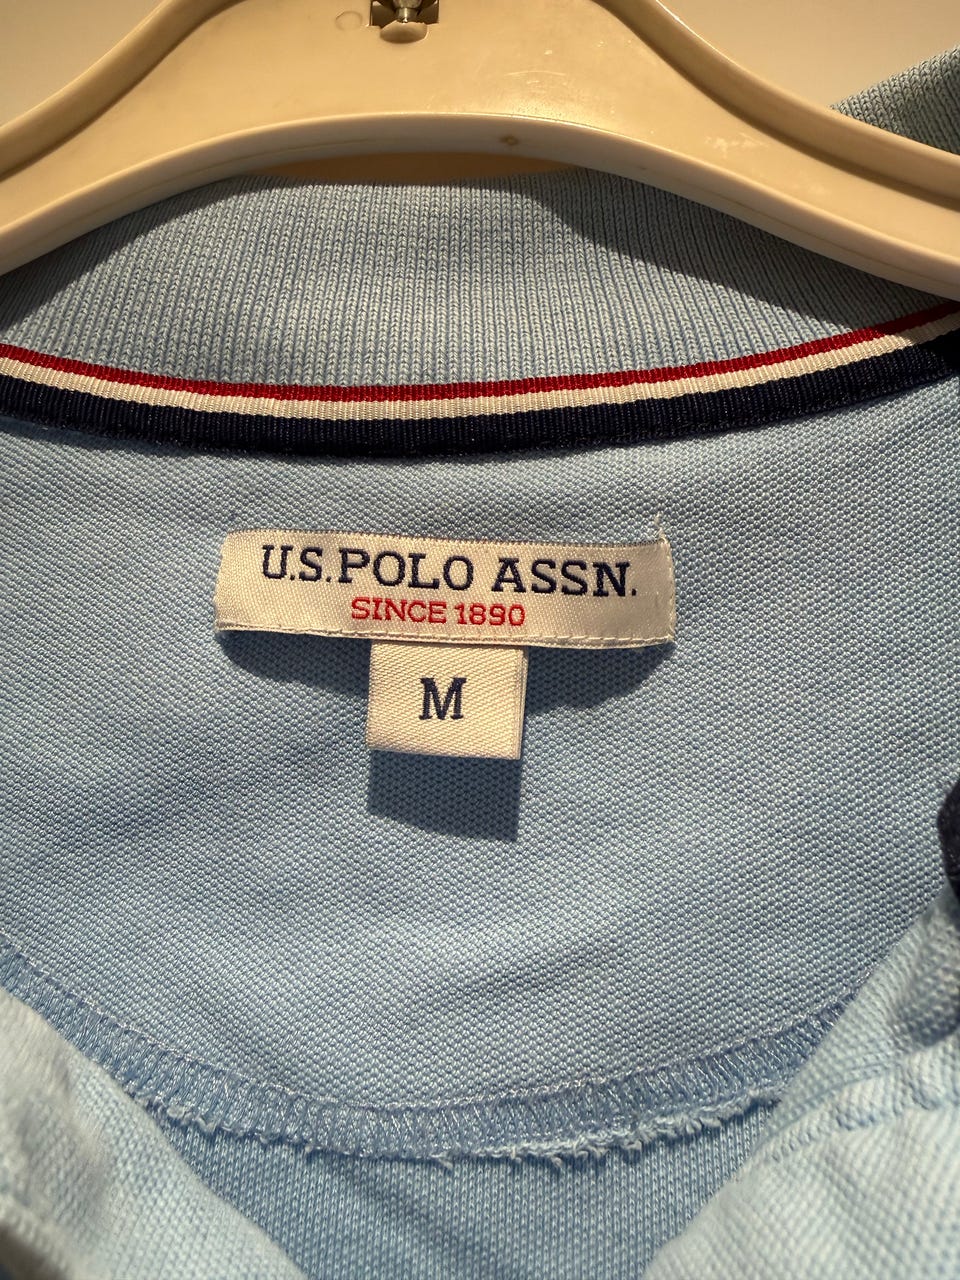 U.S. POLO ASSN.
SINCE 1890
M